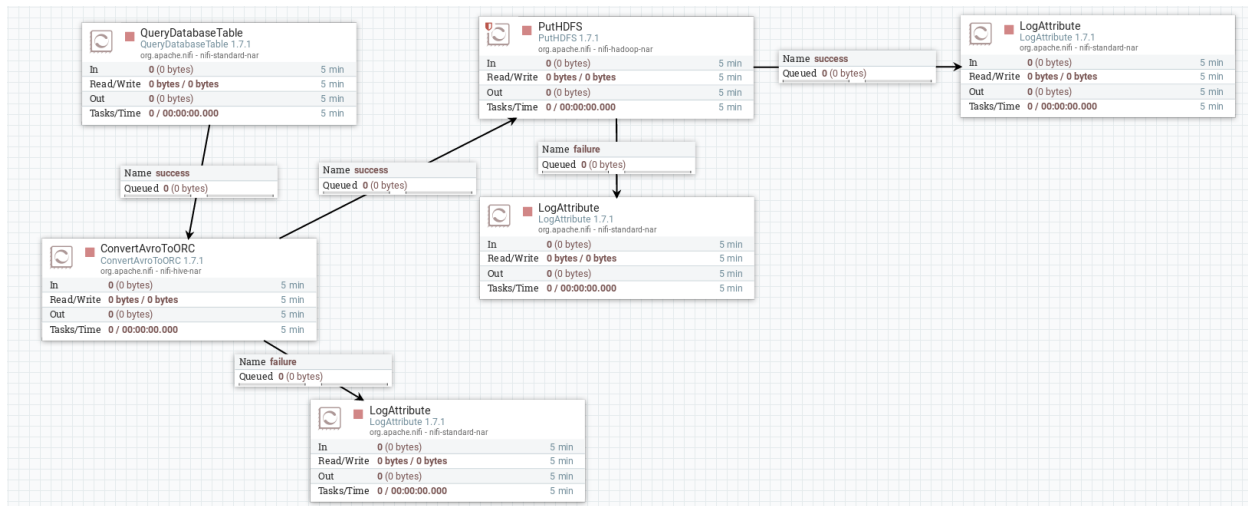 QueryDatabaseTable
QueryDatabaseTable 1.7.1
org.apache.nifi - nifi-standard-nar
In 0 (0 bytes) 5 min
Read/Write 0 bytes / 0 bytes 5 min
Out 0 (0 bytes) 5 min
Tasks/Time 0 / 00:00:00.000 5 min
Name success
Queued 0 (0 bytes)
ConvertAvroToORC
ConvertAvroToORC 1.7.1
org.apache.nifi - nifi-hive-nar
In 0 (0 bytes) 5 min
Read/Write 0 bytes / 0 bytes 5 min
Out 0 (0 bytes) 5 min
Tasks/Time 0 / 00:00:00.000 5 min
Name failure
Queued 0 (0 bytes)
LogAttribute
LogAttribute 1.7.1
org.apache.nifi - nifi-standard-nar
In 0 (0 bytes) 5 min
Read/Write 0 bytes / 0 bytes 5 min
Out 0 (0 bytes) 5 min
Tasks/Time 0 / 00:00:00.000 5 min
Name success
Queued 0 (0 bytes)
PutHDFS
PutHDFS 1.7.1
org.apache.nifi - nifi-hadoop-nar
In 0 (0 bytes) 5 min
Read/Write 0 bytes / 0 bytes 5 min
Out 0 (0 bytes) 5 min
Tasks/Time 0 / 00:00:00.000 5 min
Name failure
Queued 0 (0 bytes)
LogAttribute
LogAttribute 1.7.1
org.apache.nifi - nifi-standard-nar
In 0 (0 bytes) 5 min
Read/Write 0 bytes / 0 bytes 5 min
Out 0 (0 bytes) 5 min
Tasks/Time 0 / 00:00:00.000 5 min
Name success
Queued 0 (0 bytes)
LogAttribute
LogAttribute 1.7.1
org.apache.nifi - nifi-standard-nar
In 0 (0 bytes) 5 min
Read/Write 0 bytes / 0 bytes 5 min
Out 0 (0 bytes) 5 min
Tasks/Time 0 / 00:00:00.000 5 min